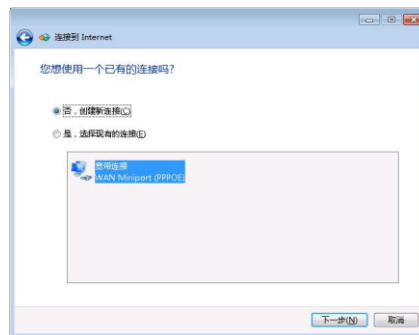 连接到 Internet
您想使用一个已有的连接吗?
否，创建新连接(C)
是，选择现有的连接(E)
宽带连接
WAN Miniport (PPPOE)
下一步(N)
取消